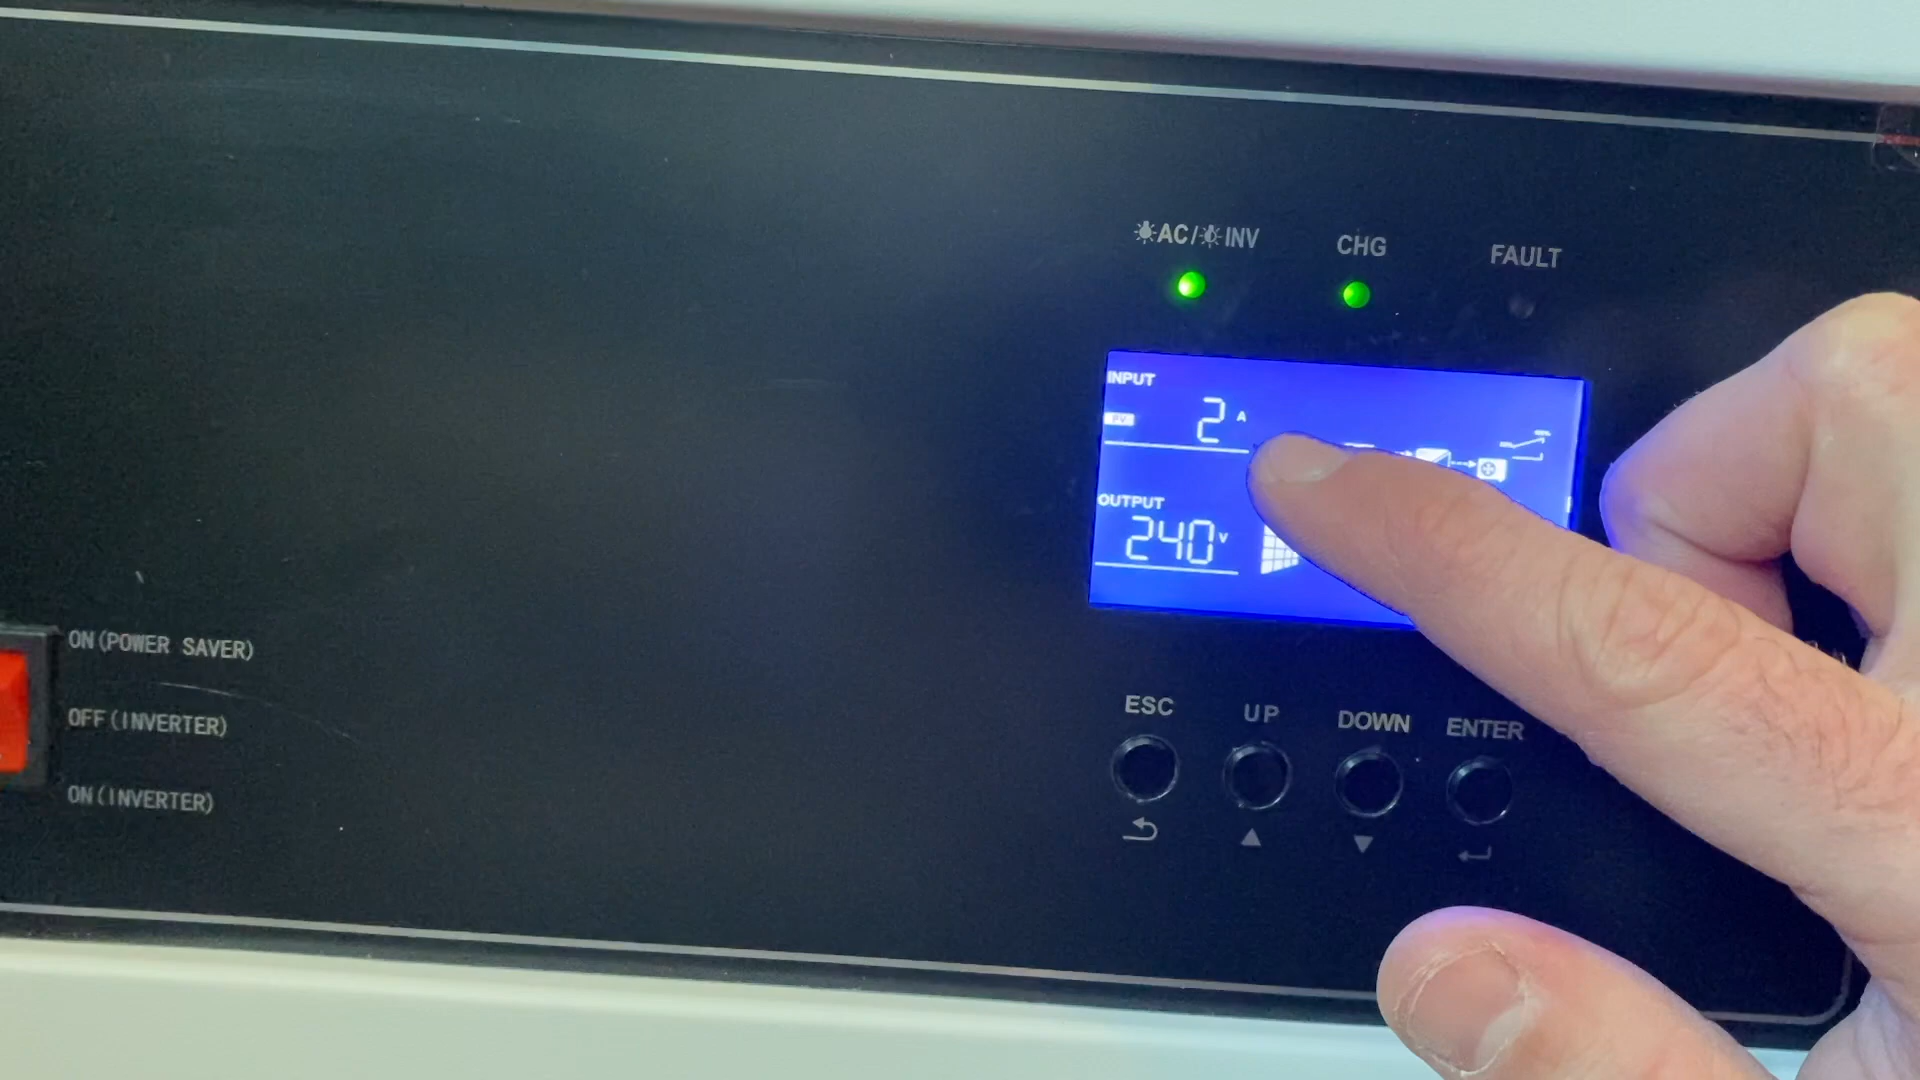 AC/ INV
CHG
FAULT
INPUT
PV
2 A
OUTPUT
240 V
ON(POWER SAVER)
OFF(INVERTER)
ON(INVERTER)
ESC
UP
DOWN
ENTER